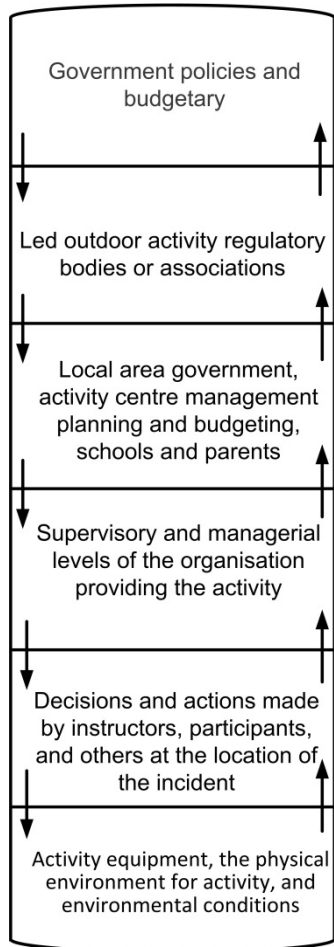 Government policies and
budgetary
Led outdoor activity regulatory
bodies or associations
Local area government,
activity centre management
planning and budgeting,
schools and parents
Supervisory and managerial
levels of the organisation
providing the activity
Decisions and actions made
by instructors, participants,
and others at the location of
the incident
Activity equipment, the physical
environment for activity, and
environmental conditions